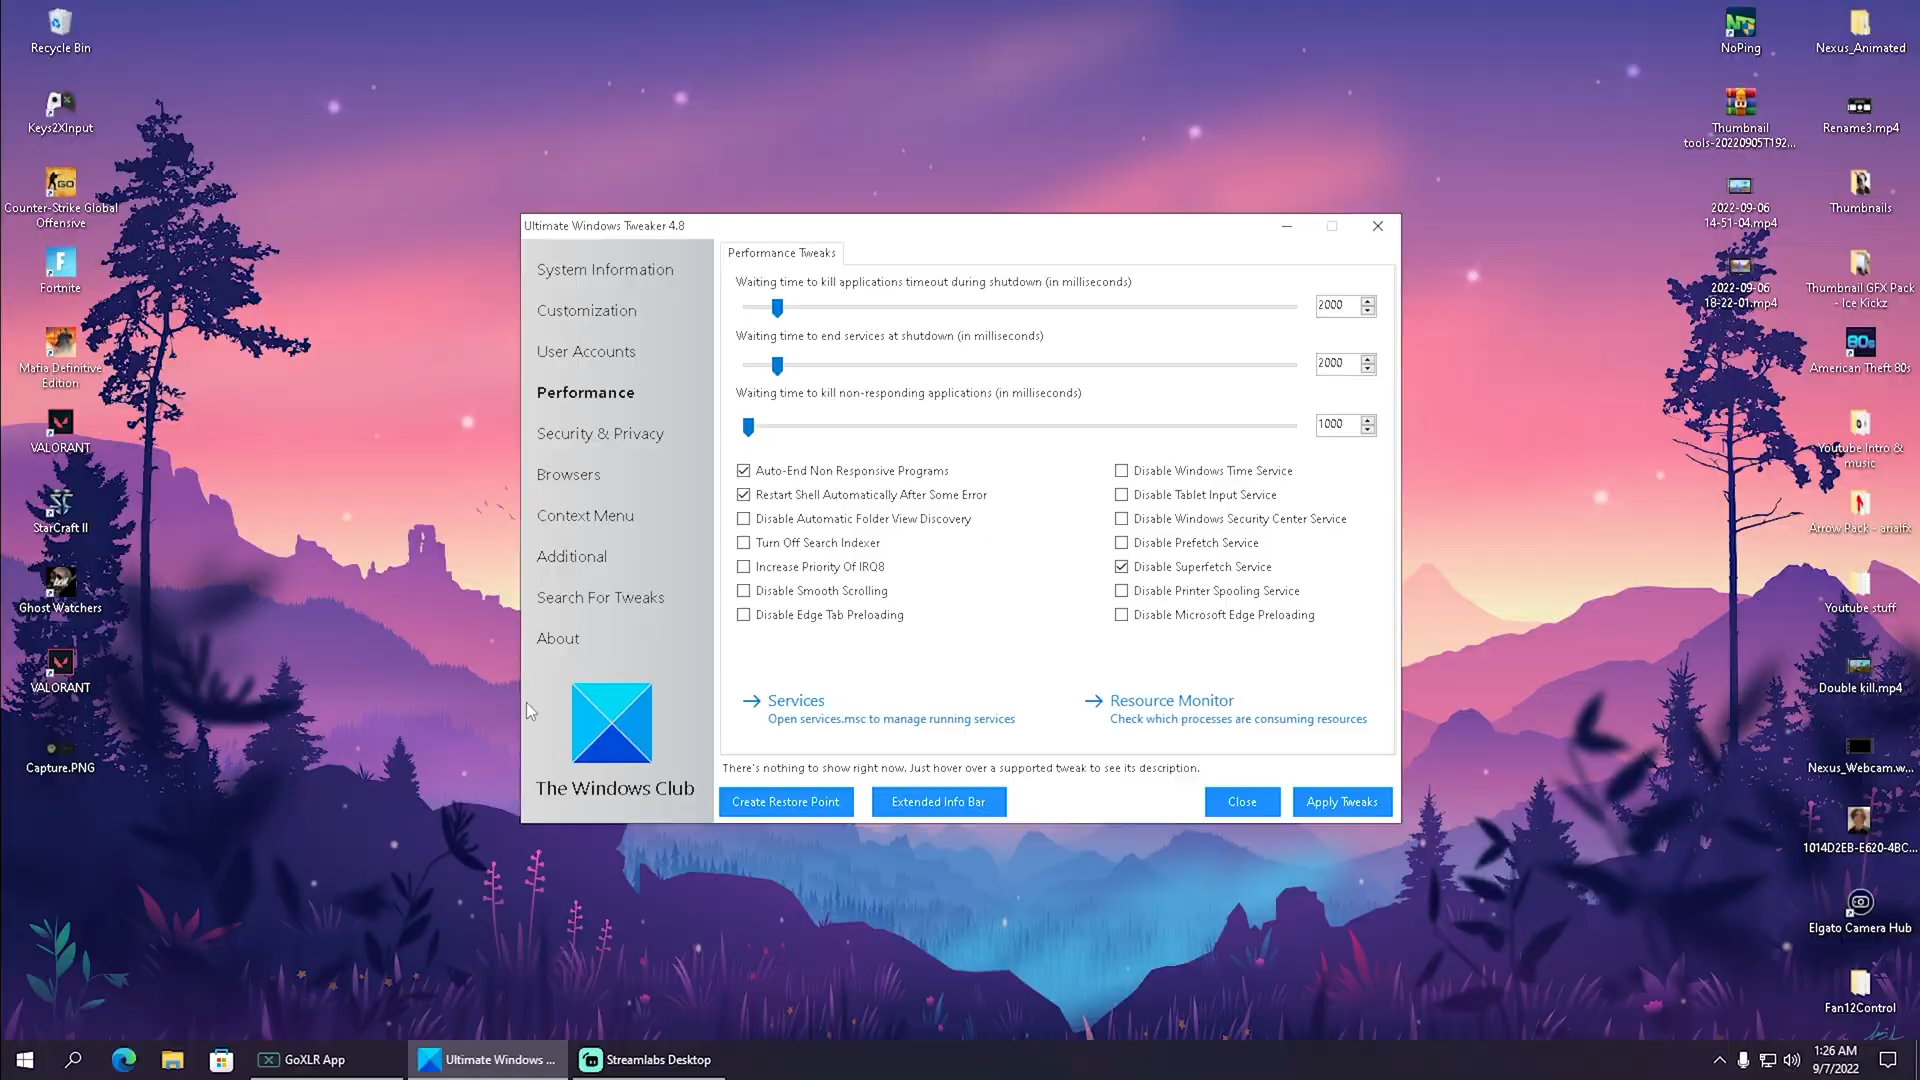 Recycle Bin
Keys2XInput
Counter-Strike Global
Offensive
Fortnite
Mafia Definitive
Edition
VALORANT
StarCraft II
Ghost Watchers
VALORANT
Capture.PNG
NoPing
Nexus_Animated
Thumbnail
tools-20220905T192...
Rename3.mp4
2022-09-06
14-51-04.mp4
Thumbnails
2022-09-06
18-22-01.mp4
Thumbnail GFX Pack
- Ice Kickz
American Theft 80s
Youtube Intro &
music
Arrow Pack - arialfx
Youtube stuff
Double kill.mp4
Nexus_Webcam.w...
1014D2EB-E620-4BC...
Elgato Camera Hub
Fan12Control
Ultimate Windows Tweaker 4.8
System Information
Customization
User Accounts
Performance
Security & Privacy
Browsers
Context Menu
Additional
Search For Tweaks
About
The Windows Club
Performance Tweaks
Waiting time to kill applications timeout during shutdown (in milliseconds)
2000
Waiting time to end services at shutdown (in milliseconds)
2000
Waiting time to kill non-responding applications (in milliseconds)
1000
Auto-End Non Responsive Programs
Restart Shell Automatically After Some Error
Disable Automatic Folder View Discovery
Turn Off Search Indexer
Increase Priority Of IRQ8
Disable Smooth Scrolling
Disable Edge Tab Preloading
Disable Windows Time Service
Disable Tablet Input Service
Disable Windows Security Center Service
Disable Prefetch Service
Disable Superfetch Service
Disable Printer Spooling Service
Disable Microsoft Edge Preloading
Services
Open services.msc to manage running services
Resource Monitor
Check which processes are consuming resources
There's nothing to show right now. Just hover over a supported tweak to see its description.
Create Restore Point
Extended Info Bar
Close
Apply Tweaks
GoXLR App
Ultimate Windows ...
Streamlabs Desktop
1:26 AM
9/7/2022